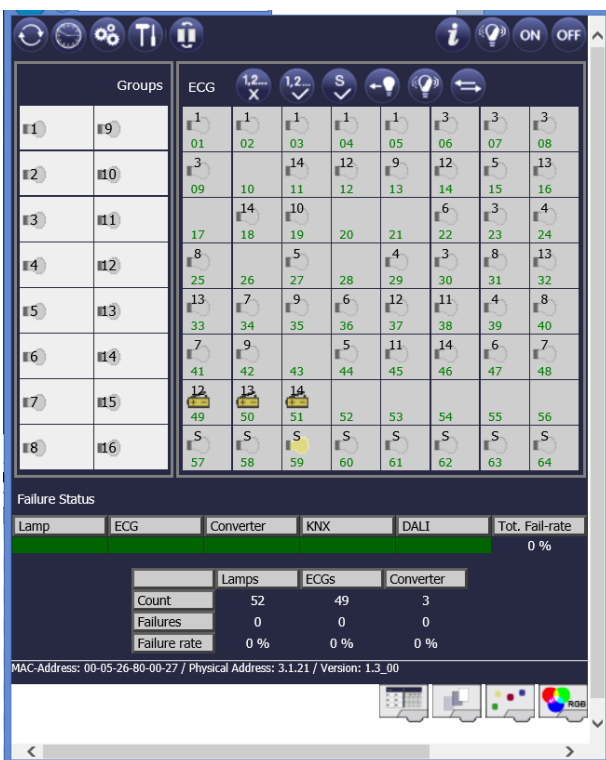 i ON OFF
Groups ECG 1,2... 1,2... S
1 9 1 1 1 1 1 3 3 3
01 02 03 04 05 06 07 08
2 10 3 14 12 9 12 5 13
09 10 11 12 13 14 15 16
3 11 14 10 6 3 4
17 18 19 20 21 22 23 24
4 12 8 5 4 3 8 13
25 26 27 28 29 30 31 32
5 13 13 7 9 6 12 11 4 8
33 34 35 36 37 38 39 40
6 14 7 9 5 11 14 6 7
41 42 43 44 45 46 47 48
7 15 12 13 14
49 50 51 52 53 54 55 56
8 16 S S S S S S S S
57 58 59 60 61 62 63 64
Failure Status
Lamp ECG Converter KNX DALI Tot. Fail-rate
0 %
Lamps ECGs Converter
Count 52 49 3
Failures 0 0 0
Failure rate 0 % 0 % 0 %
MAC-Address: 00-05-26-80-00-27 / Physical Address: 3.1.21 / Version: 1.3_00
RGB